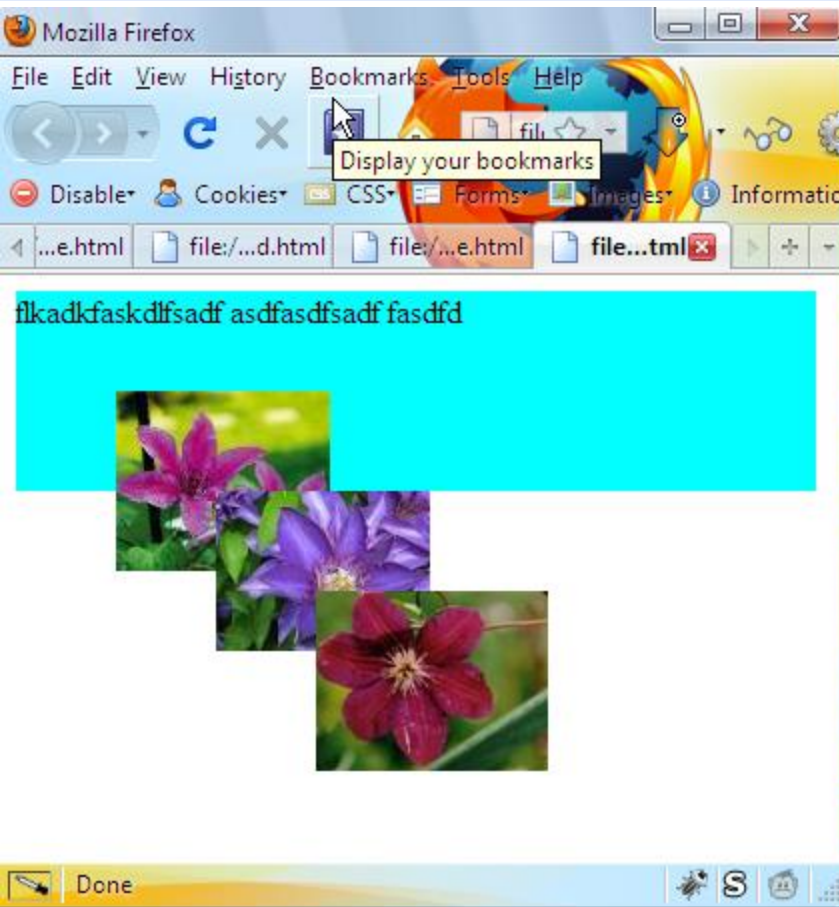 Mozilla Firefox
File Edit View History Bookmarks Tools Help
Display your bookmarks
Disable Cookies CSS Forms Images Informatio
...e.html file:/...d.html file:/...e.html file...tml
flkadkfaskdlfsadf asdfasdfsadf fasdfd
Done S